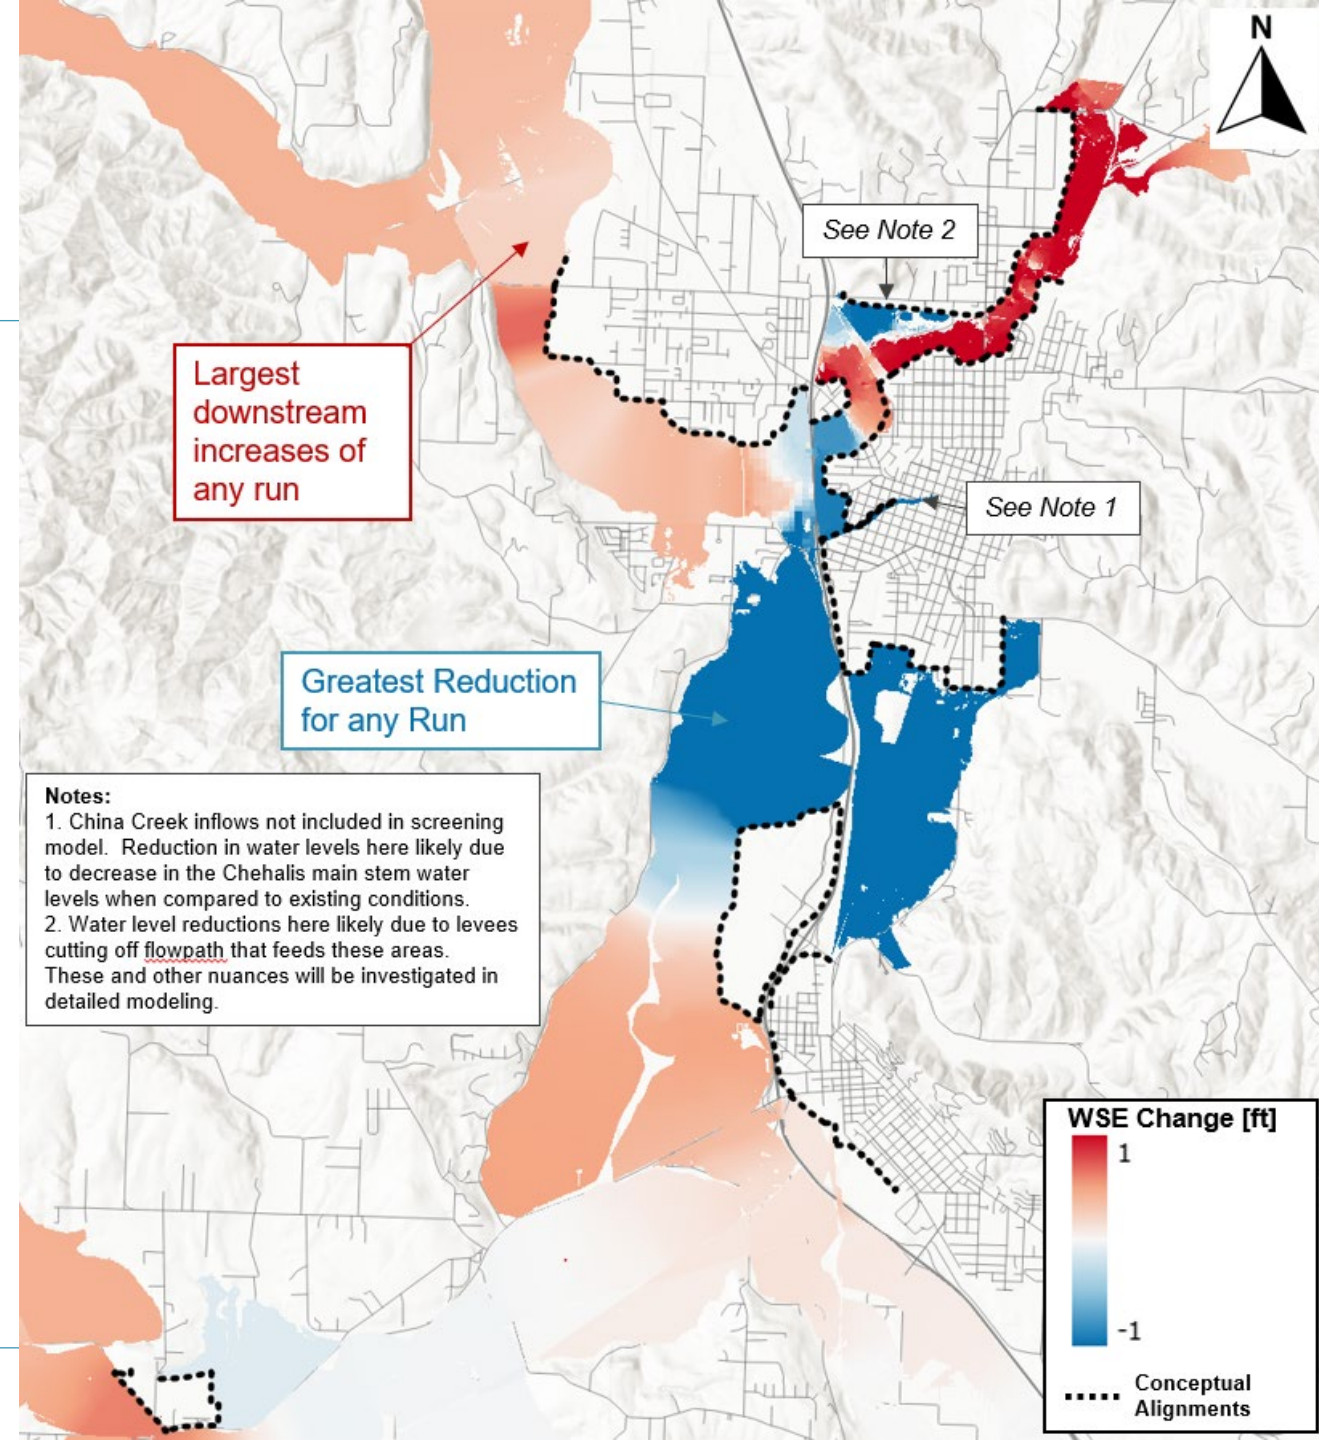 N
See Note 2
Largest
downstream
increases of
any run
See Note 1
Greatest Reduction
for any Run
Notes:
1. China Creek inflows not included in screening
model.  Reduction in water levels here likely due
to decrease in the Chehalis main stem water
levels when compared to existing conditions.
2. Water level reductions here likely due to levees
cutting off flowpath that feeds these areas.
These and other nuances will be investigated in
detailed modeling.
WSE Change [ft]
1
-1
Conceptual
Alignments